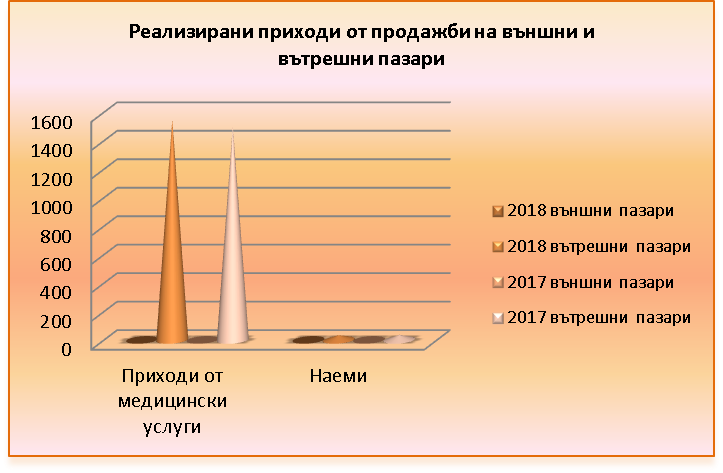 Реализирани приходи от продажби на външни и
вътрешни пазари
1600
1400
1200
1000
800
600
400
200
0
Приходи от
медицински
услуги
Наеми
2018 външни пазари
2018 вътрешни пазари
2017 външни пазари
2017 вътрешни пазари